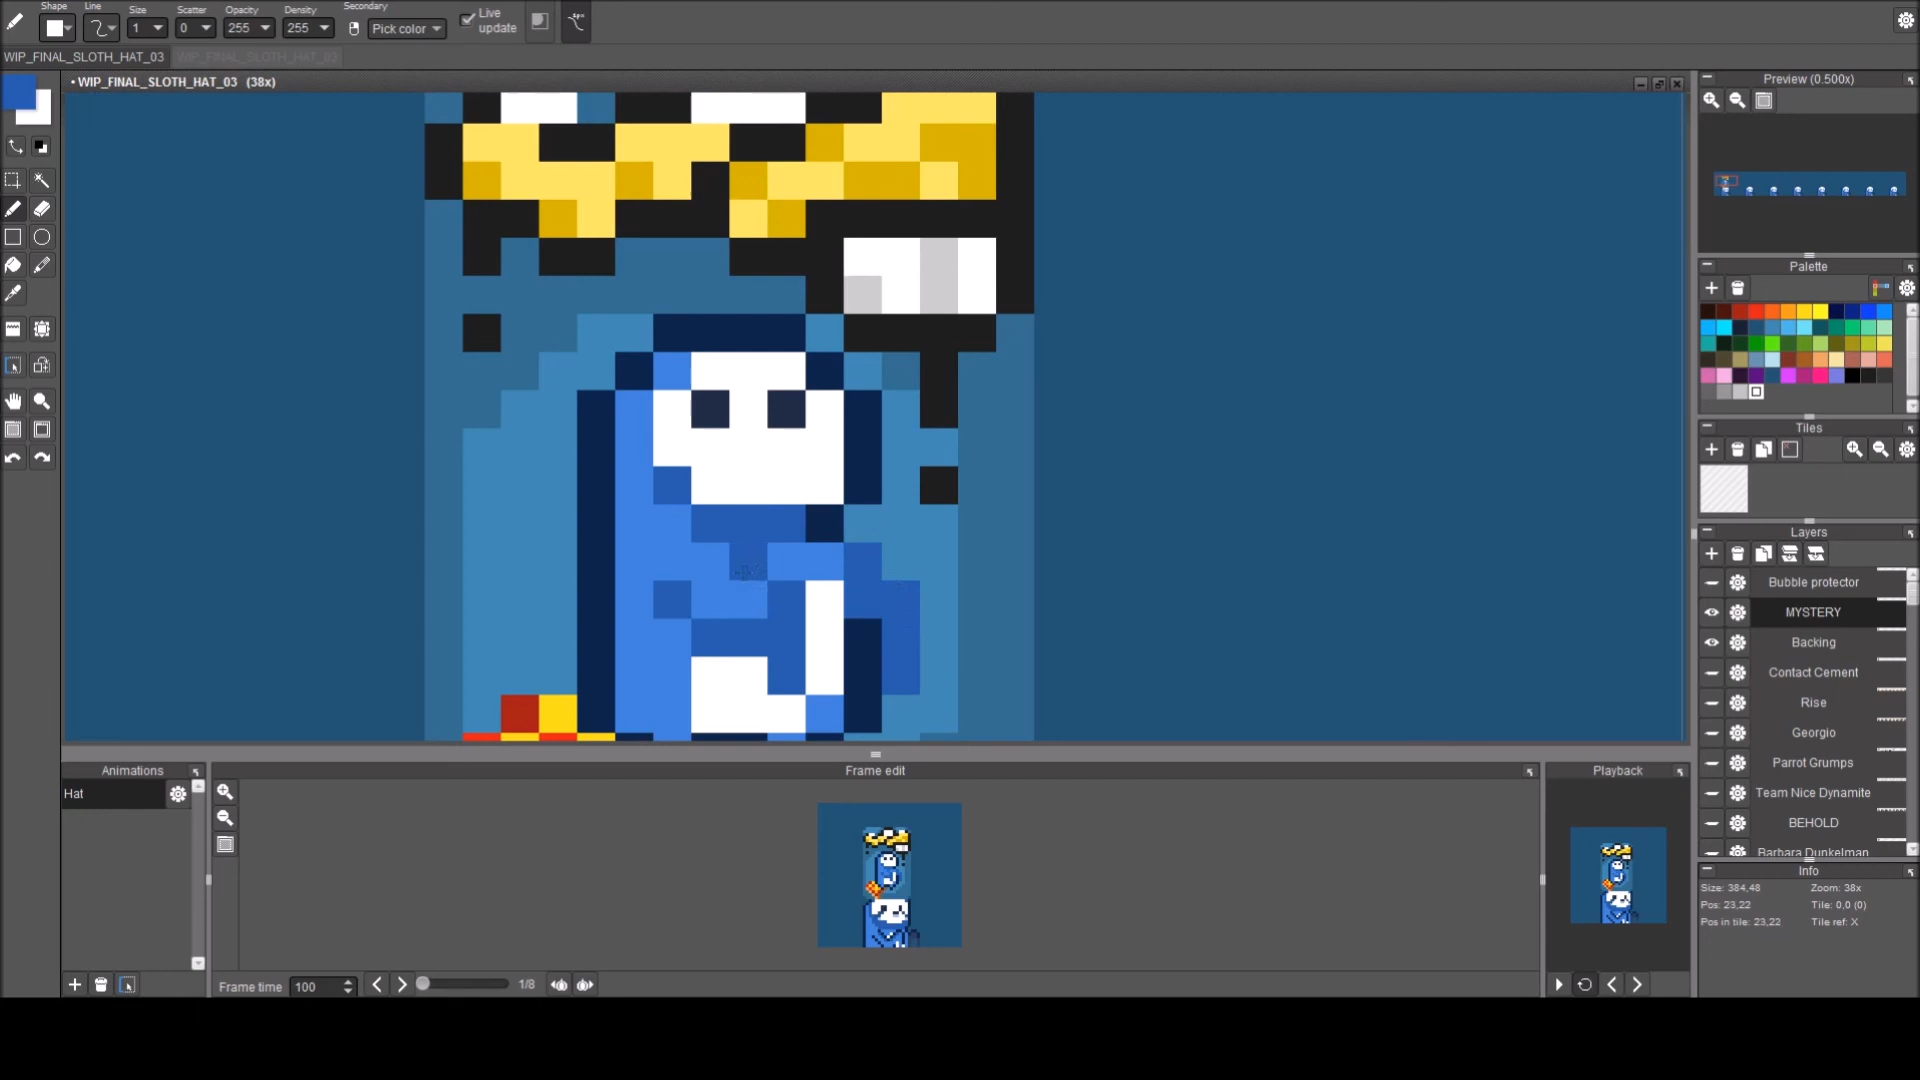 Shape Line Size Scatter Opacity Density Secondary
1 0 255 255 Pick color Live update
WIP_FINAL_SLOTH_HAT_03 WIP_FINAL_SLOTH_HAT_03
• WIP_FINAL_SLOTH_HAT_03 (38x)
Preview (0.500x)
Palette
Tiles
Layers
Bubble protector
MYSTERY
Backing
Contact Cement
Rise
Georgio
Parrot Grumps
Team Nice Dynamite
BEHOLD
Barbara Dunkelman
Info
Size: 384,48 Zoom: 38x
Pos: 23,22 Tile: 0,0 (0)
Pos in tile: 23,22 Tile ref: X
Animations
Hat
Frame edit
Playback
Frame time 100 1/8